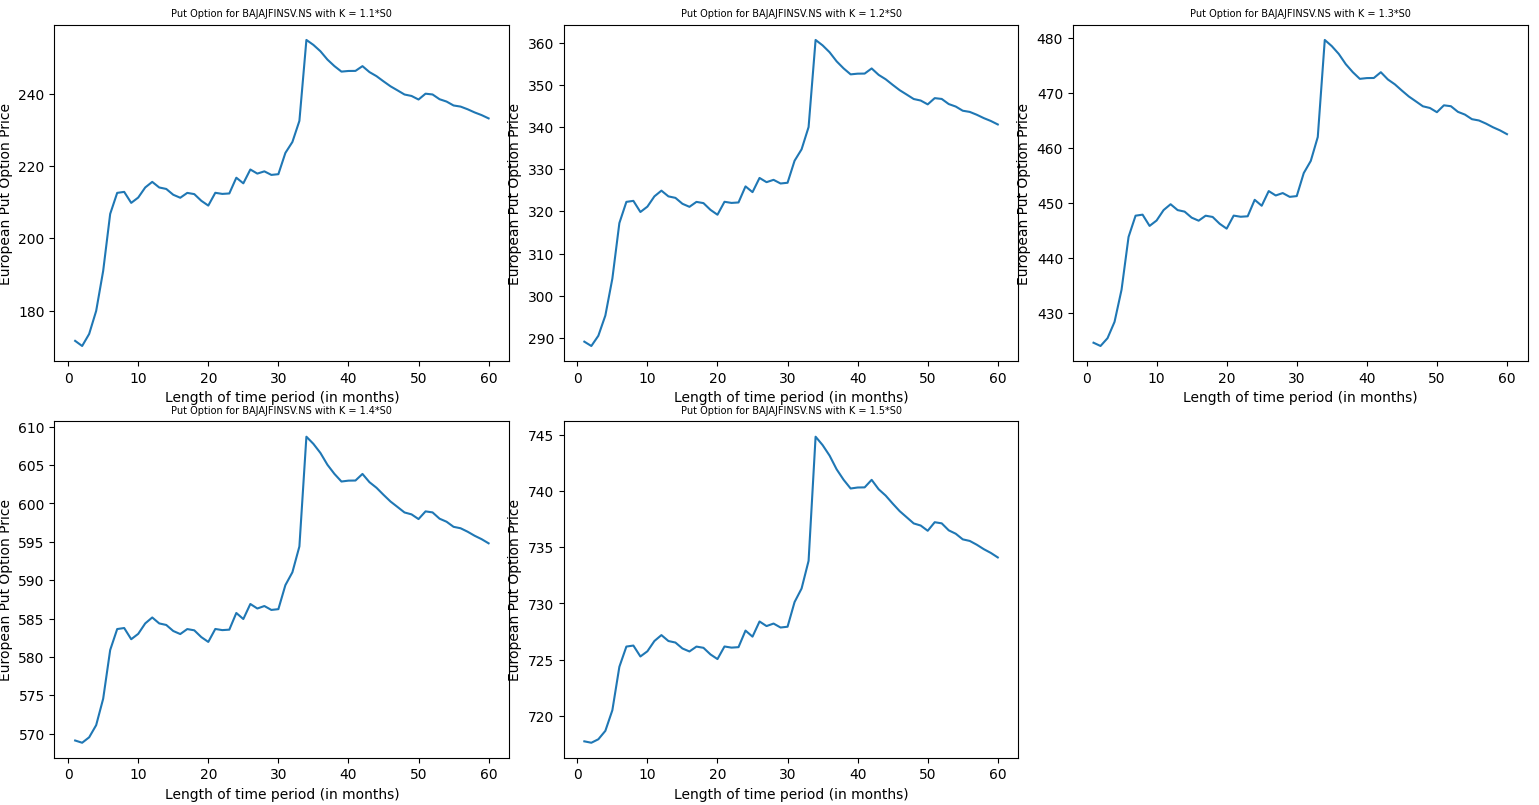 Put Option for BAJAJFINSV.NS with K = 1.1*S0
European Put Option Price
240
220
200
180
0 10 20 30 40 50 60
Length of time period (in months)
Put Option for BAJAJFINSV.NS with K = 1.2*S0
European Put Option Price
360
350
340
330
320
310
300
290
0 10 20 30 40 50 60
Length of time period (in months)
Put Option for BAJAJFINSV.NS with K = 1.3*S0
European Put Option Price
480
470
460
450
440
430
0 10 20 30 40 50 60
Length of time period (in months)
Put Option for BAJAJFINSV.NS with K = 1.4*S0
European Put Option Price
610
605
600
595
590
585
580
575
570
0 10 20 30 40 50 60
Length of time period (in months)
Put Option for BAJAJFINSV.NS with K = 1.5*S0
European Put Option Price
745
740
735
730
725
720
0 10 20 30 40 50 60
Length of time period (in months)